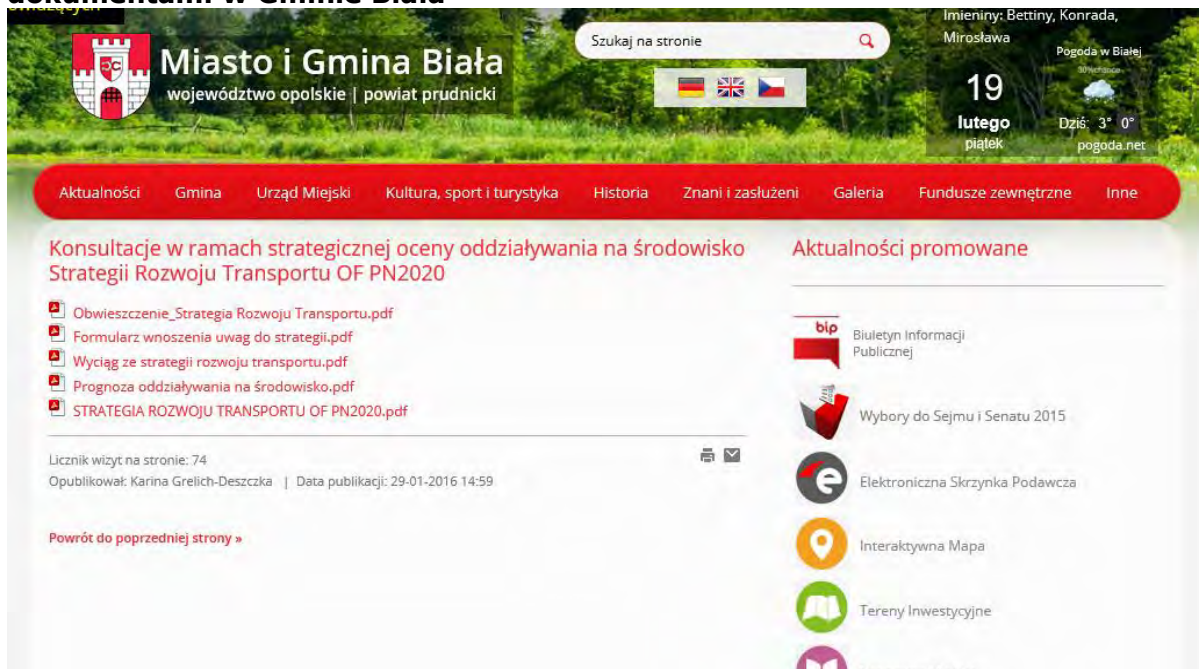 dokumentami w Gminie Biała
Miasto i Gmina Biała
województwo opolskie | powiat prudnicki
Szukaj na stronie
Imieniny: Bettiny, Konrada,
Mirosława
19
lutego
piątek
Pogoda w Białej
Dziś: 3° 0°
pogoda.net
Aktualności Gmina Urząd Miejski Kultura, sport i turystyka Historia Znani i zasłużeni Galeria Fundusze zewnętrzne Inne
Konsultacje w ramach strategicznej oceny oddziaływania na środowisko
Strategii Rozwoju Transportu OF PN2020
Obwieszczenie_Strategia Rozwoju Transportu.pdf
Formularz wnoszenia uwag do strategii.pdf
Wyciąg ze strategii rozwoju transportu.pdf
Prognoza oddziaływania na środowisko.pdf
STRATEGIA ROZWOJU TRANSPORTU OF PN2020.pdf
Licznik wizyt na stronie: 74
Opublikował: Karina Grelich-Deszczka | Data publikacji: 29-01-2016 14:59
Powrót do poprzedniej strony »
Aktualności promowane
bip
Biuletyn Informacji
Publicznej
Wybory do Sejmu i Senatu 2015
Elektroniczna Skrzynka Podawcza
Interaktywna Mapa
Tereny Inwestycyjne